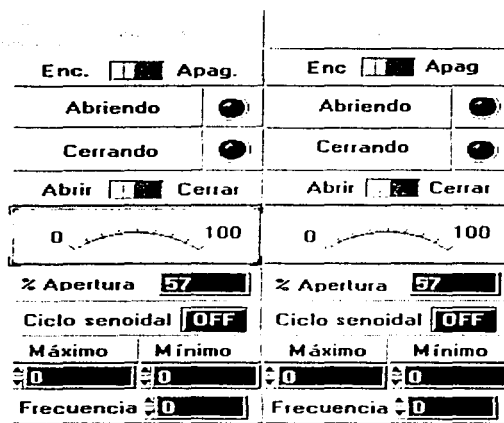 Enc. Apag. Enc Apag
Abriendo Abriendo
Cerrando Cerrando
Abrir Cerrar Abrir Cerrar
0 100 0 100
% Apertura 57 % Apertura 57
Ciclo senoidal OFF Ciclo senoidal OFF
Máximo Mínimo Máximo Mínimo
0 0 0 0
Frecuencia 0 Frecuencia 0